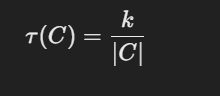 τ(C) = k / |C|